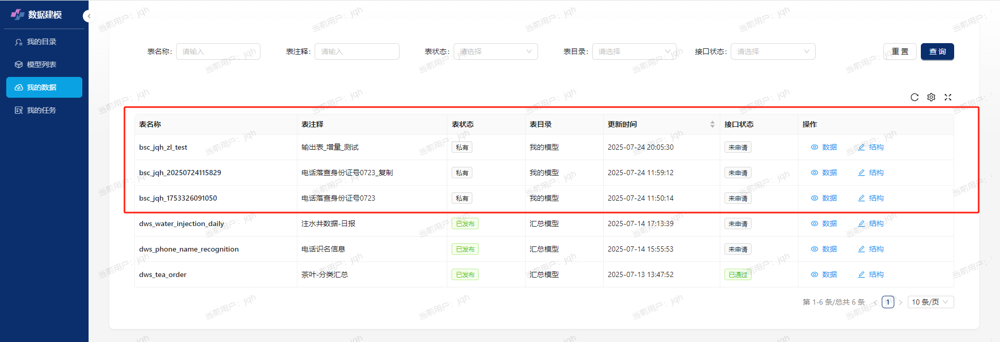 数据建模
我的目录
模型列表
我的数据
我的任务
表名称: 请输入 表注释: 请输入 表状态: 请选择 表目录: 请选择 接口状态: 请选择 重 置 查 询
表名称 表注释 表状态 表目录 更新时间 接口状态 操作
bsc_jqh_zl_test 输出表_增量_测试 私有 我的模型 2025-07-24 20:05:30 未申请 数据 结构
bsc_jqh_20250724115829 电话落查身份证号0723_复制 私有 我的模型 2025-07-24 11:59:12 未申请 数据 结构
bsc_jqh_1753326091050 电话落查身份证号0723 私有 我的模型 2025-07-24 11:50:14 未申请 数据 结构
dws_water_injection_daily 注水井数据-日报 已发布 汇总模型 2025-07-14 17:13:39 未申请 数据 结构
dws_phone_name_recognition 电话识名信息 已发布 汇总模型 2025-07-14 15:55:53 未申请 数据 结构
dws_tea_order 茶叶-分类汇总 已发布 汇总模型 2025-07-13 13:47:52 已通过 数据 结构
第 1-6 条/总共 6 条 1 10 条/页
当前用户: jqh